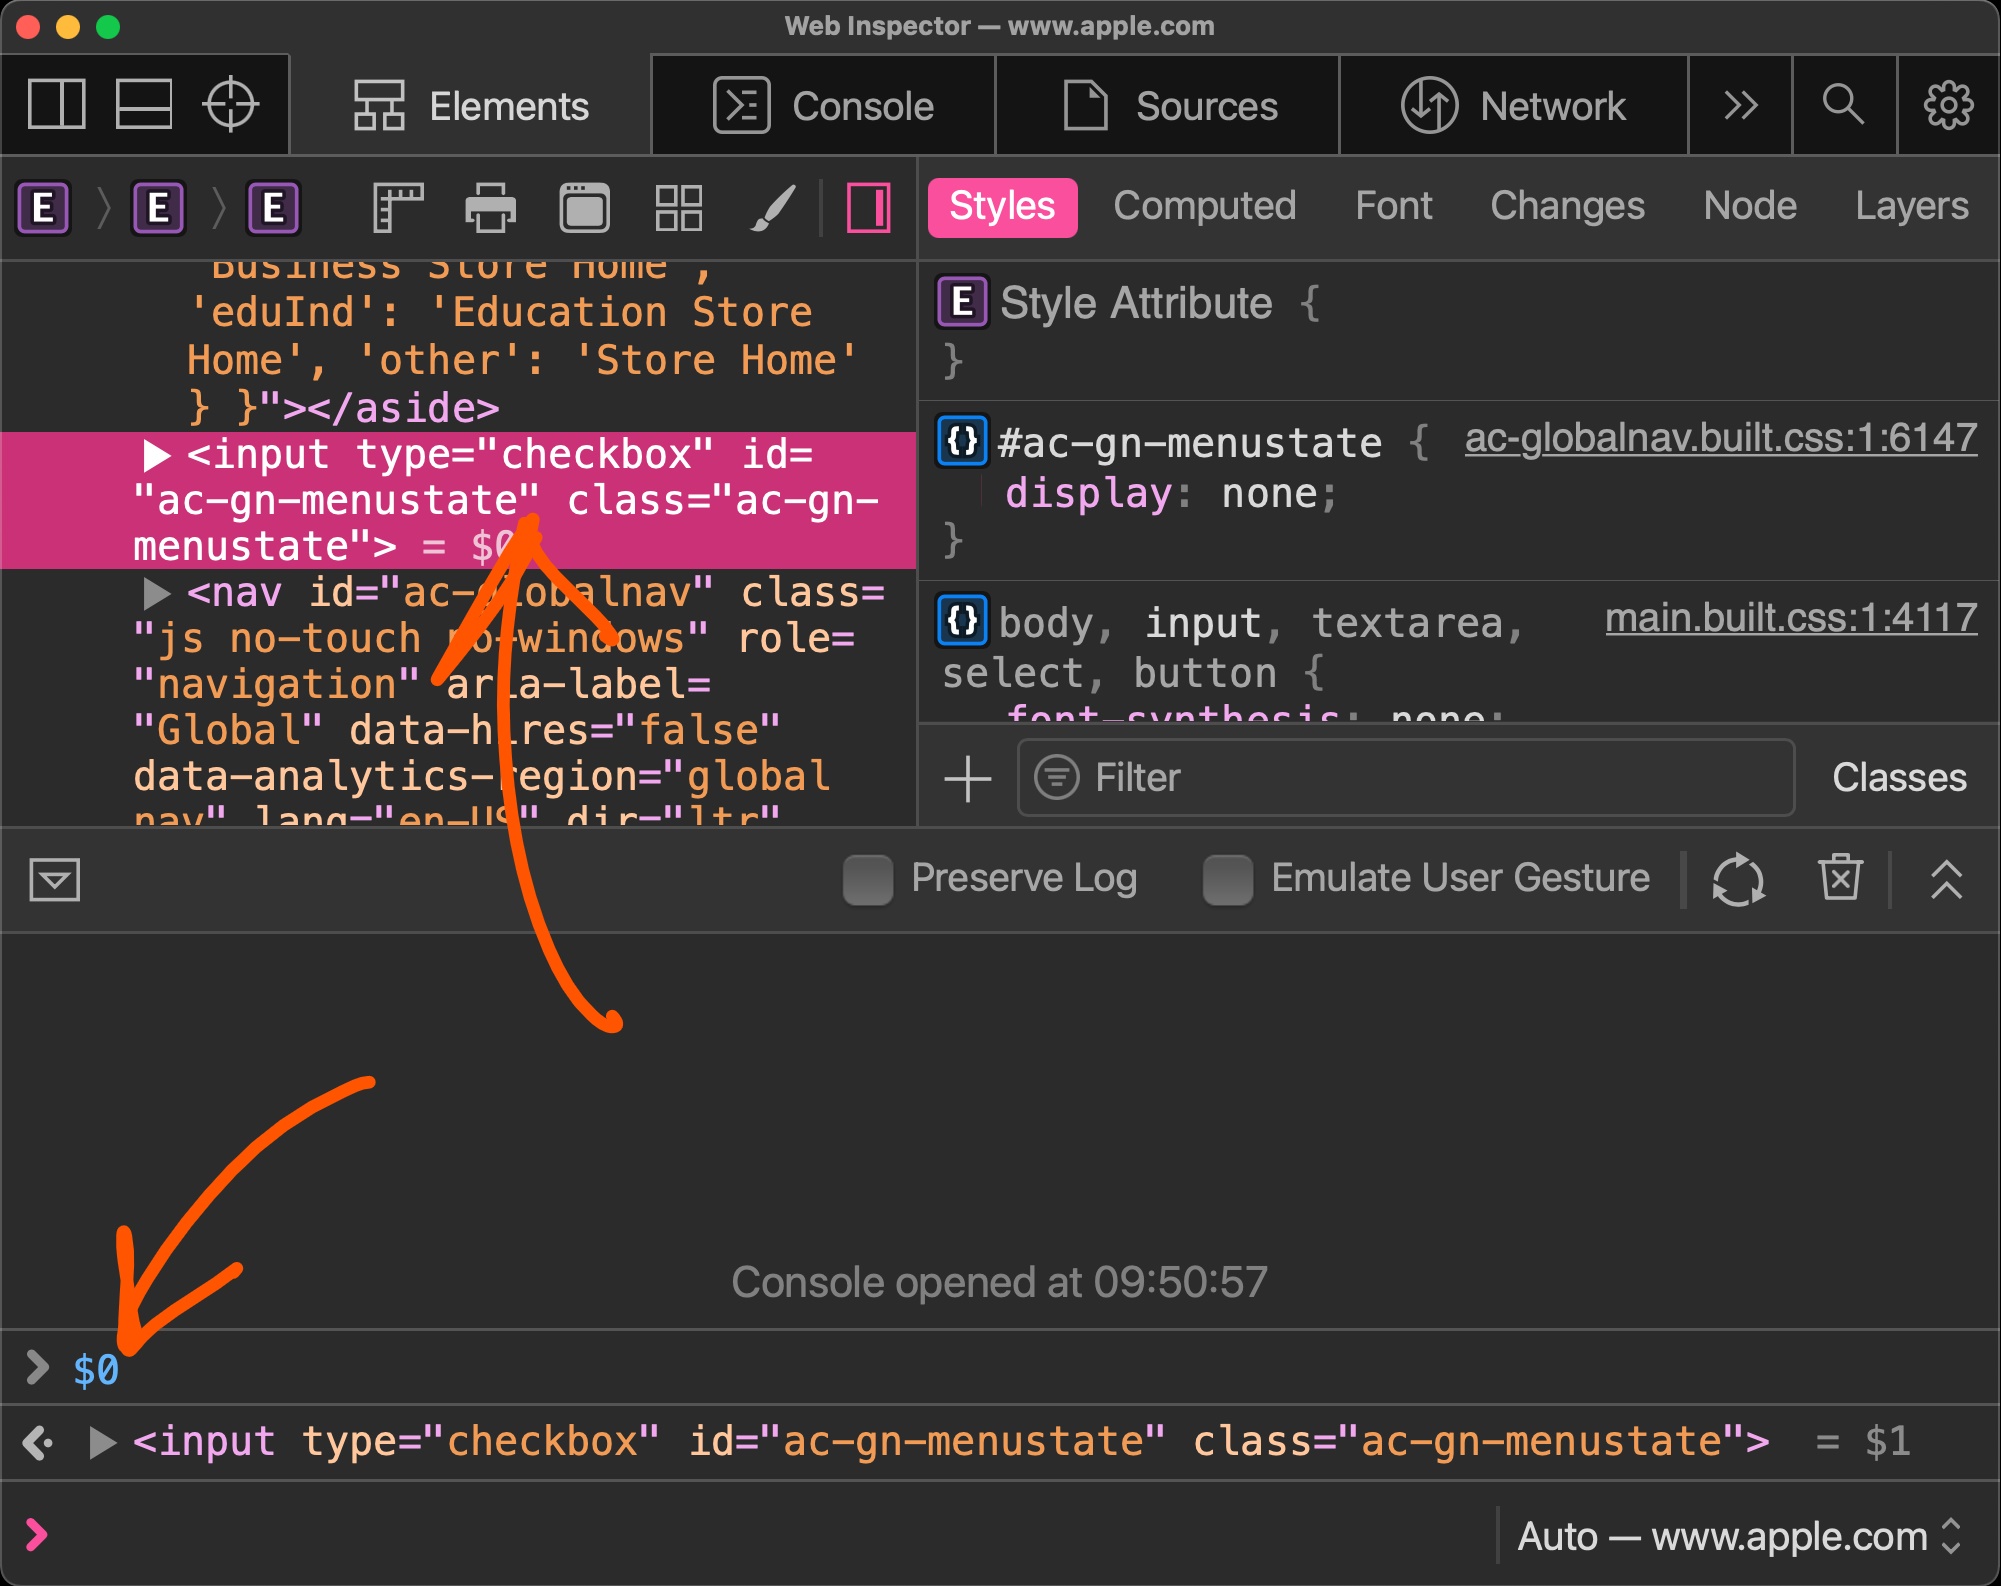 Web Inspector — www.apple.com
Elements
Console
Sources
Network
E
E
E
Styles
Computed
Font
Changes
Node
Layers
'Business Store Home',
'eduInd': 'Education Store
Home', 'other': 'Store Home'
} }"></aside>
<input type="checkbox" id=
"ac-gn-menustate" class="ac-gn-
menustate"> = $0
<nav id="ac-globalnav" class=
"js no-touch no-windows" role=
"navigation" aria-label=
"Global" data-hires="false"
data-analytics-region="global
nav" lang="en-US" dir="ltr"
E Style Attribute {
}
{} #ac-gn-menustate { ac-globalnav.built.css:1:6147
display: none;
}
{} body, input, textarea, main.built.css:1:4117
select, button {
font-synthesis: none;
Filter
Classes
Preserve Log
Emulate User Gesture
Console opened at 09:50:57
$0
<input type="checkbox" id="ac-gn-menustate" class="ac-gn-menustate"> = $1
Auto — www.apple.com